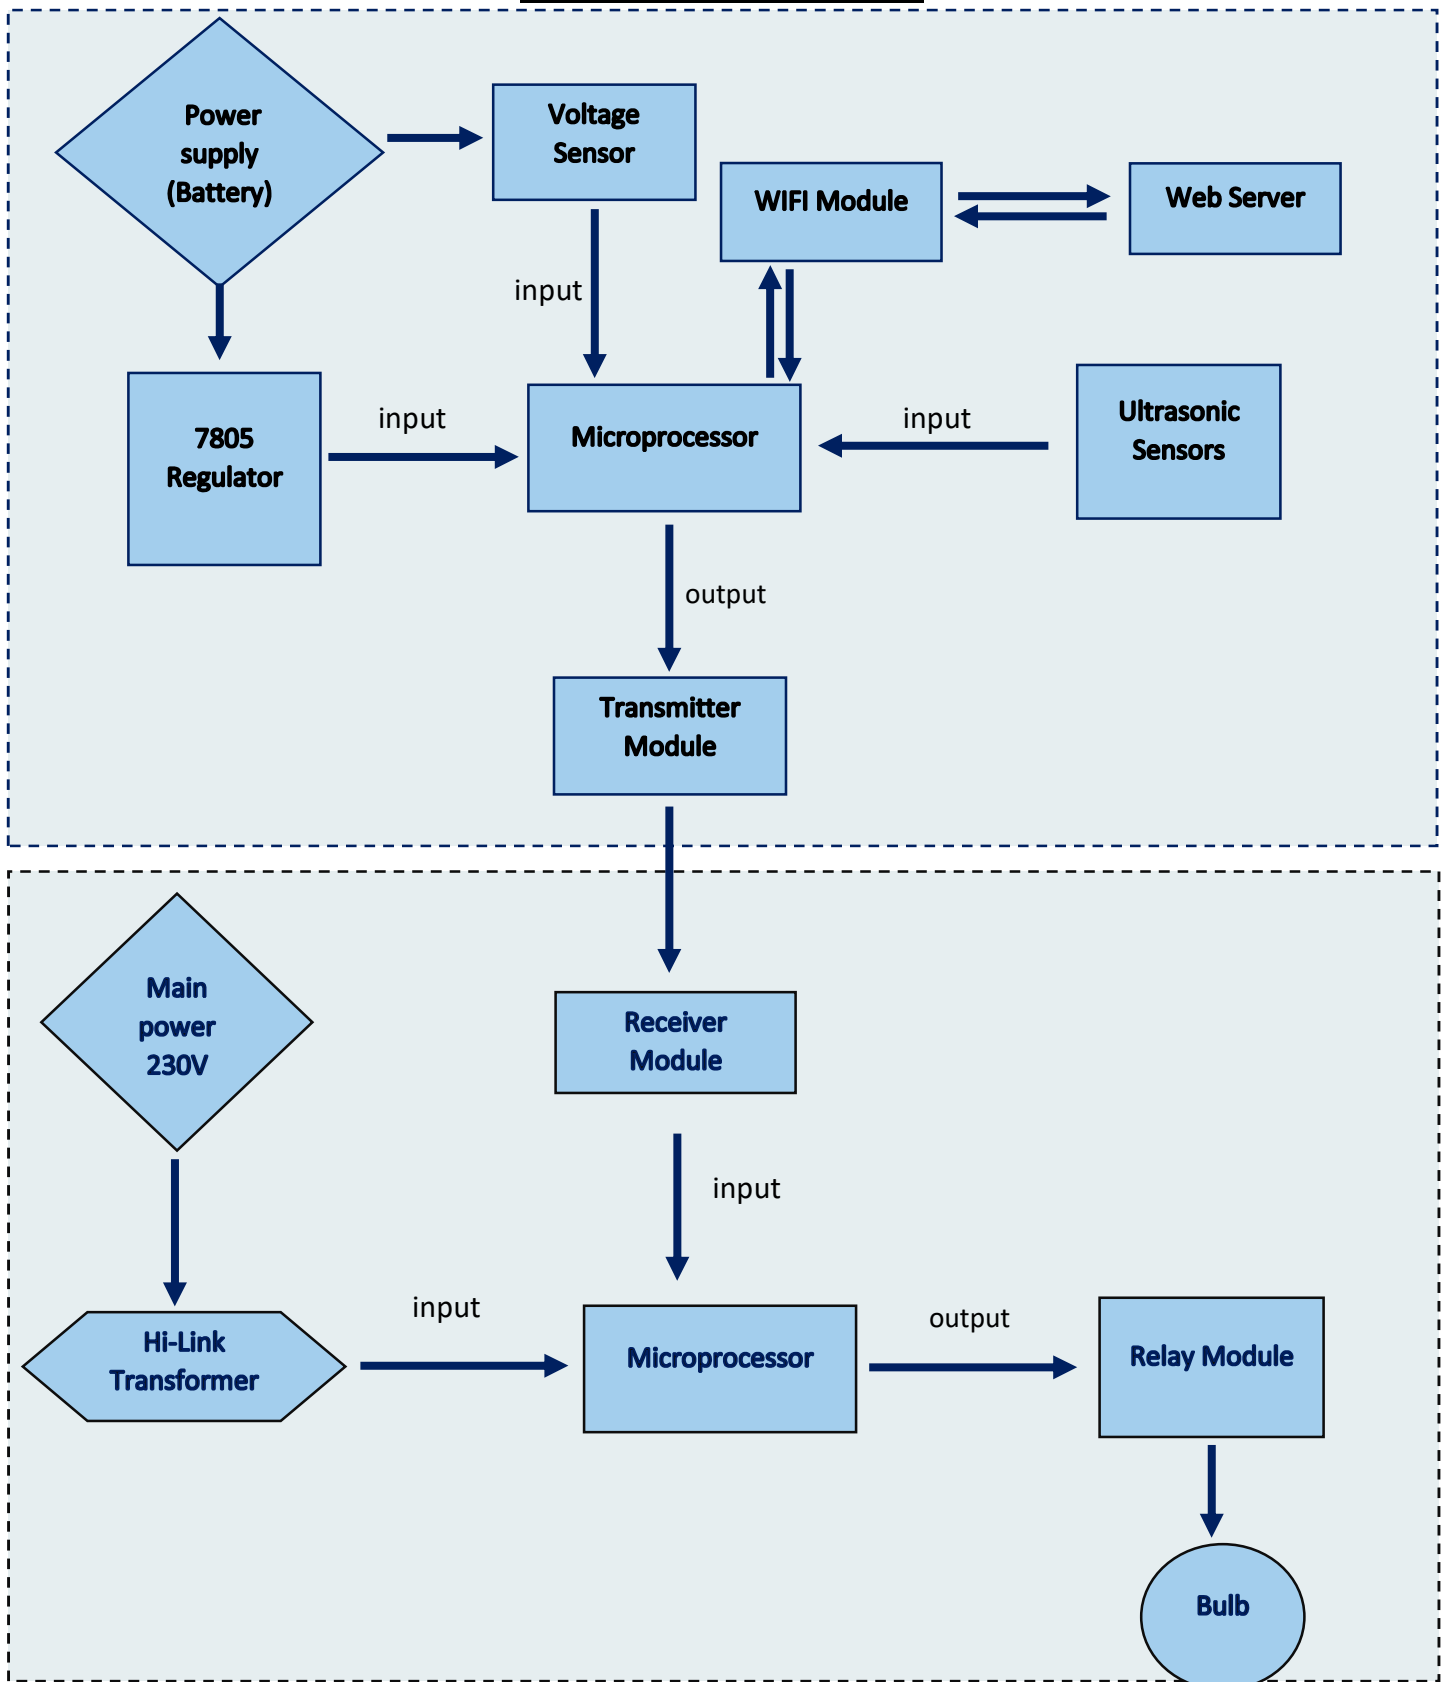 Power
supply
(Battery)
Voltage
Sensor
WIFI Module
Web Server
input
7805
Regulator
input
Microprocessor
input
Ultrasonic
Sensors
output
Transmitter
Module
Main
power
230V
Receiver
Module
input
Hi-Link
Transformer
input
Microprocessor
output
Relay Module
Bulb